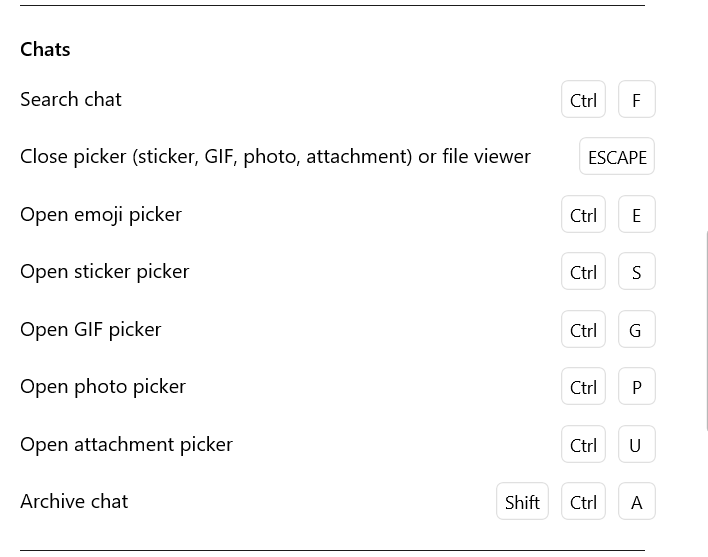 Chats
Search chat Ctrl F
Close picker (sticker, GIF, photo, attachment) or file viewer ESCAPE
Open emoji picker Ctrl E
Open sticker picker Ctrl S
Open GIF picker Ctrl G
Open photo picker Ctrl P
Open attachment picker Ctrl U
Archive chat Shift Ctrl A